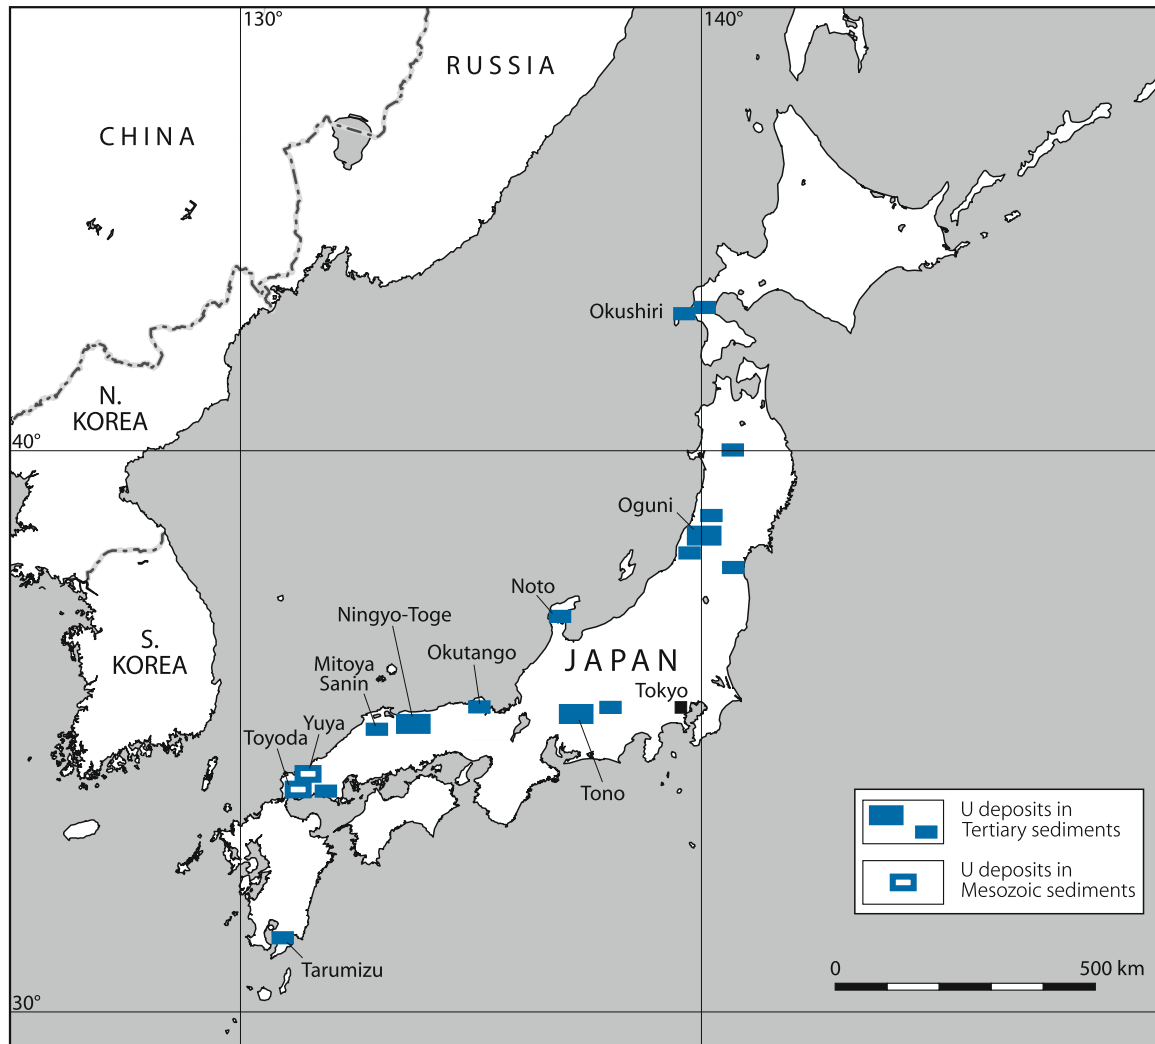 130°
140°
RUSSIA
CHINA
Okushiri
N.
KOREA
40°
Oguni
Noto
Ningyo-Toge
S.
KOREA
Okutango
JAPAN
Mitoya
Sanin
Tokyo
Yuya
Toyoda
Tono
U deposits in
Tertiary sediments
U deposits in
Mesozoic sediments
Tarumizu
0
500 km
30°